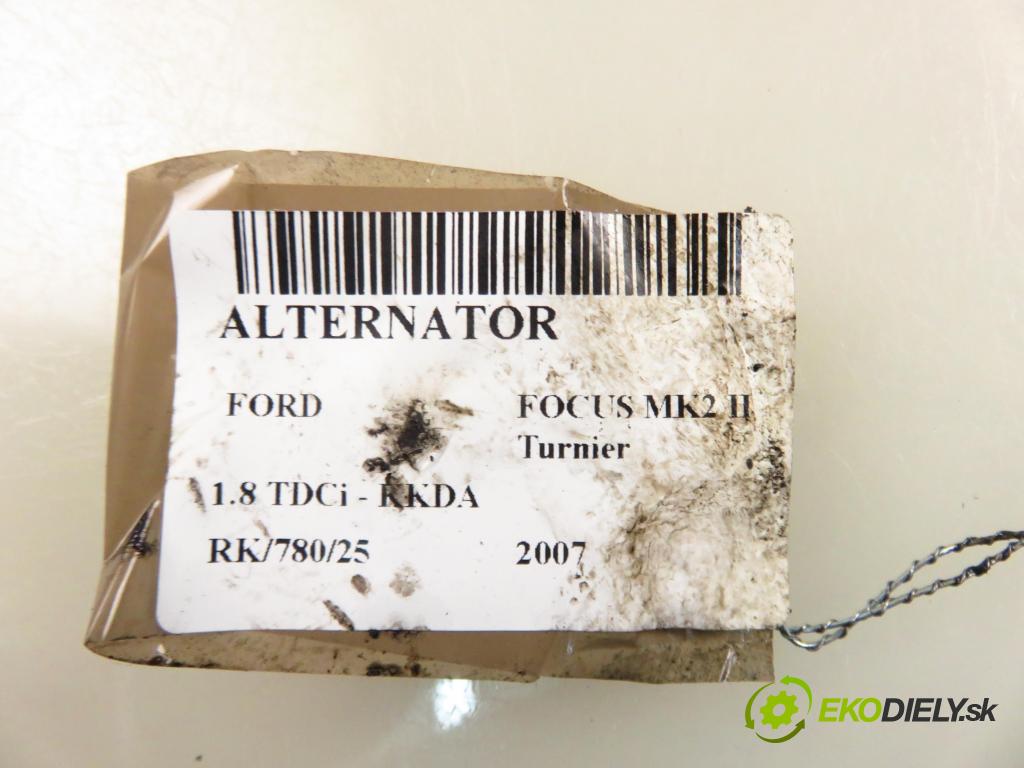 ALTERNATOR
FORD FOCUS MK2 II
Turnier
1.8 TDCi - KKDA
RK/780/25 2007
EKODIELY.sk